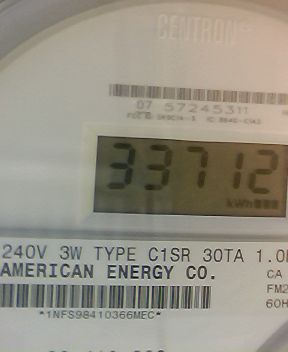 CENTRON®
07 57245311
33712
kWh
240V 3W TYPE C1SR 30TA 1.0
AMERICAN ENERGY CO.
CA
FM2
60H
*1NFS98410366MEC*